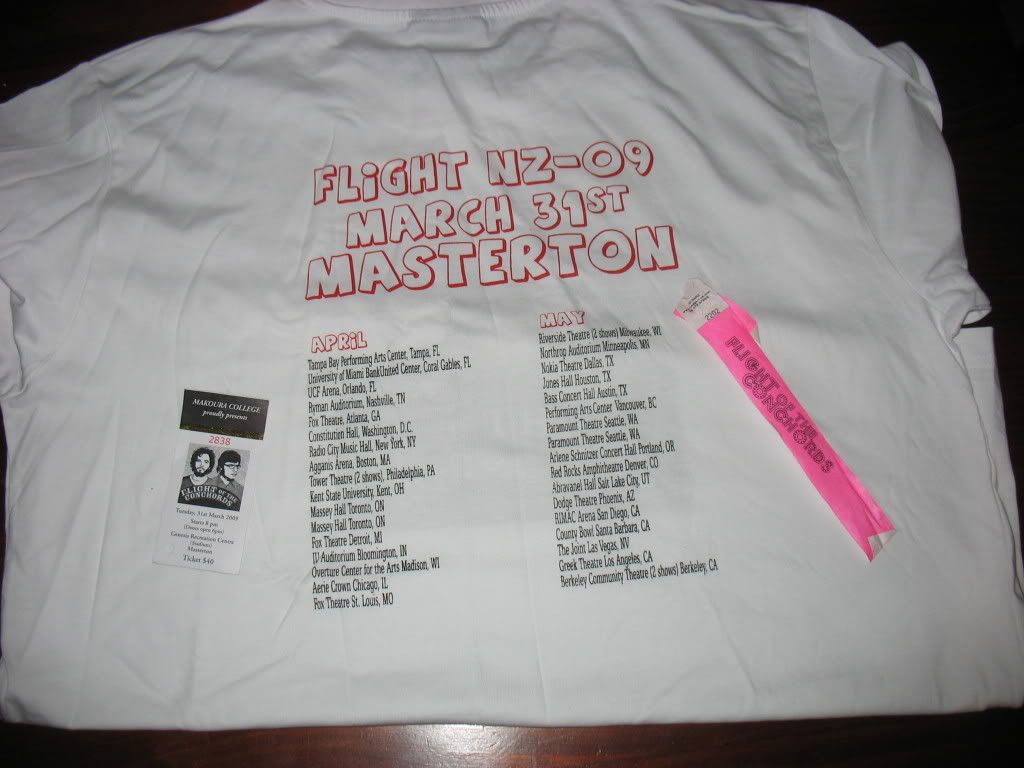 FLiGHT NZ-09
MARCH 31ST
MASTERTON
APRiL
Tampa Bay Performing Arts Center, Tampa, FL
University of Miami BankUnited Center, Coral Gables, FL
UCF Arena, Orlando, FL
Ryman Auditorium, Nashville, TN
Fox Theatre, Atlanta, GA
Constitution Hall, Washington, D.C.
Radio City Music Hall, New York, NY
Agganis Arena, Boston, MA
Tower Theatre (2 shows), Philadelphia, PA
Kent State University, Kent, OH
Massey Hall Toronto, ON
Massey Hall Toronto, ON
Fox Theatre Detroit, MI
IU Auditorium Bloomington, IN
Overture Center for the Arts Madison, WI
Aerie Crown Chicago, IL
Fox Theatre St. Louis, MO
MAY
Riverside Theatre (2 shows) Milwaukee, WI
Northrop Auditorium Minneapolis, MN
Nokia Theatre Dallas, TX
Jones Hall Houston, TX
Bass Concert Hall Austin, TX
Performing Arts Center Vancouver, BC
Paramount Theatre Seattle, WA
Paramount Theatre Seattle, WA
Arlene Schnitzer Concert Hall Portland, OR
Red Rocks Amphitheatre Denver, CO
Abravanel Hall Salt Lake City, UT
Dodge Theatre Phoenix, AZ
RIMAC Arena San Diego, CA
County Bowl Santa Barbara, CA
The Joint Las Vegas, NV
Greek Theatre Los Angeles, CA
Berkeley Community Theatre (2 shows) Berkeley, CA
MAKOURA COLLEGE
proudly presents
2838
FLIGHT OF THE
CONCHORDS
Tuesday, 31st March 2009
Starts 8 pm
(Doors open 6pm)
Genesis Recreation Centre
(Stadium)
Masterton
Ticket $40
2202
FLIGHT OF THE
CONCHORDS